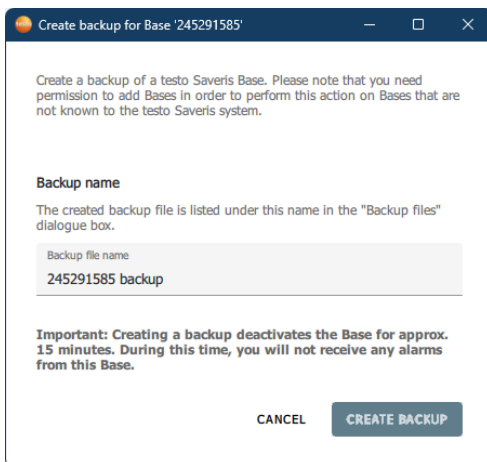 testo
Create backup for Base '245291585'
Create a backup of a testo Saveris Base. Please note that you need
permission to add Bases in order to perform this action on Bases that are
not known to the testo Saveris system.
Backup name
The created backup file is listed under this name in the "Backup files"
dialogue box.
Backup file name
245291585 backup
Important: Creating a backup deactivates the Base for approx.
15 minutes. During this time, you will not receive any alarms
from this Base.
CANCEL
CREATE BACKUP